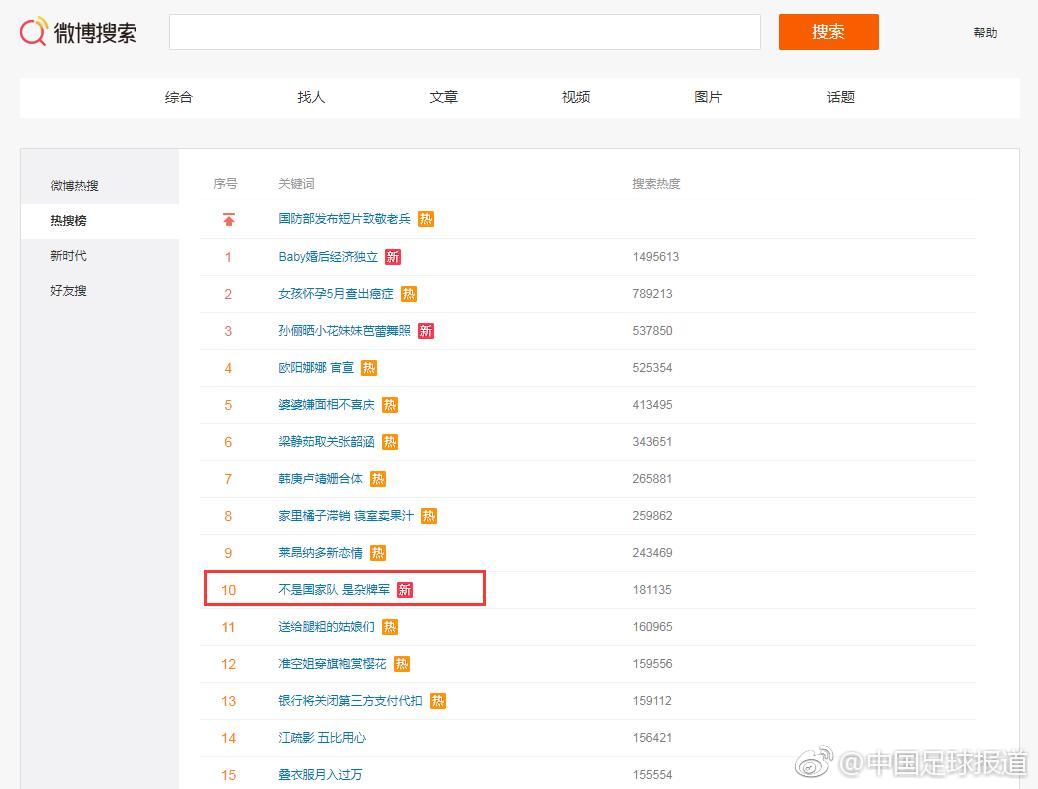 微博搜索
搜索
帮助
综合 找人 文章 视频 图片 话题
微博热搜
热搜榜
新时代
好友搜
序号 关键词 搜索热度
国防部发布短片致敬老兵 热
1 Baby婚后经济独立 新 1495613
2 女孩怀孕5月查出癌症 热 789213
3 孙俪晒小花妹妹芭蕾舞照 新 537850
4 欧阳娜娜 官宣 热 525354
5 婆婆嫌面相不喜庆 热 413495
6 梁静茹取关张韶涵 热 343651
7 韩庚卢靖姗合体 热 265881
8 家里橘子滞销 寝室卖果汁 热 259862
9 莱昂纳多新恋情 热 243469
10 不是国家队 是杂牌军 新 181135
11 送给腿粗的姑娘们 热 160965
12 准空姐穿旗袍赏樱花 热 159556
13 银行将关闭第三方支付代扣 热 159112
14 江疏影 五比用心 156421
15 叠衣服月入过万 155554
@中国足球报道